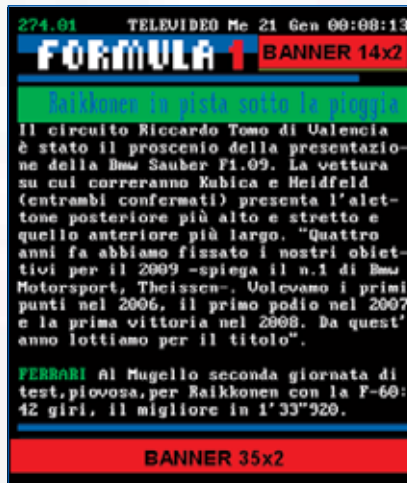 274.01 TELEVIDEO Me 21 Gen 00:08:13
FORMULA 1 BANNER 14x2
Raikkonen in pista sotto la pioggia
Il circuito Riccardo Tomo di Valencia
è stato il proscenio della presentazio-
ne della Bmw Sauber F1.09. La vettura
su cui correranno Kubica e Heidfeld
(entrambi confermati) presenta l'alet-
tone posteriore più alto e stretto e
quello anteriore più largo. "Quattro
anni fa abbiamo fissato i nostri obiet-
tivi per il 2009 -spiega il n.1 di Bmw
Motorsport, Theissen-. Volevamo i primi
punti nel 2006, il primo podio nel 2007
e la prima vittoria nel 2008. Da quest'
anno lottiamo per il titolo".
FERRARI Al Mugello seconda giornata di
test,piovosa,per Raikkonen con la F-60:
42 giri, il migliore in 1'33"920.
BANNER 35x2